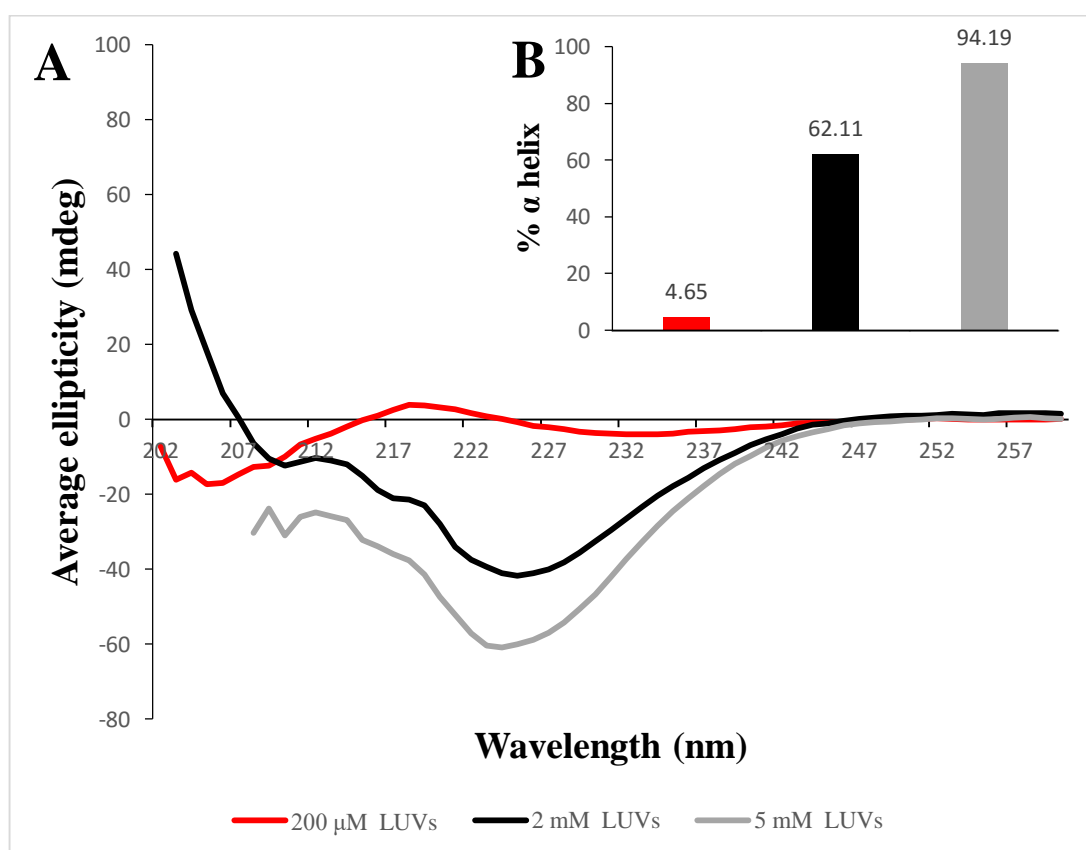 A
Average ellipticity (mdeg)
100
80
60
40
20
0
-20
-40
-60
-80
202 207 212 217 222 227 232 237 242 247 252 257
Wavelength (nm)
B
% α helix
100
80
60
40
20
0
4.65
62.11
94.19
200 μM LUVs 2 mM LUVs 5 mM LUVs